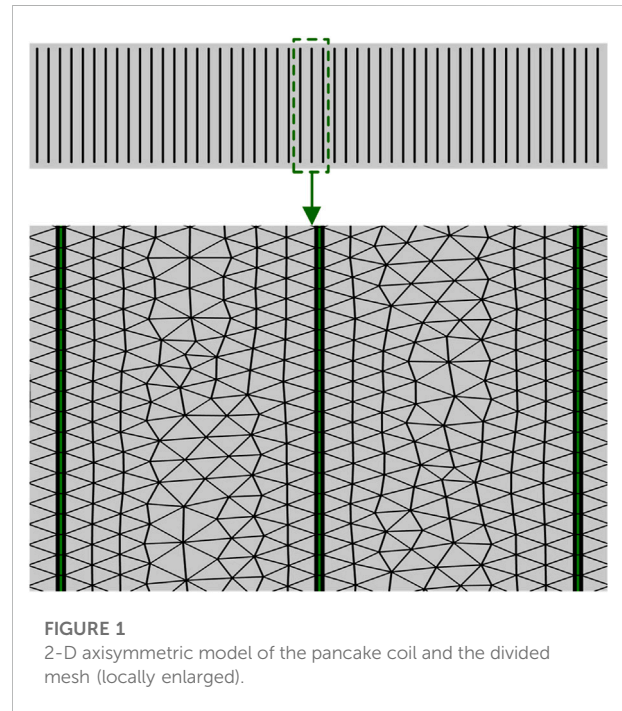 FIGURE 1
2-D axisymmetric model of the pancake coil and the divided
mesh (locally enlarged).